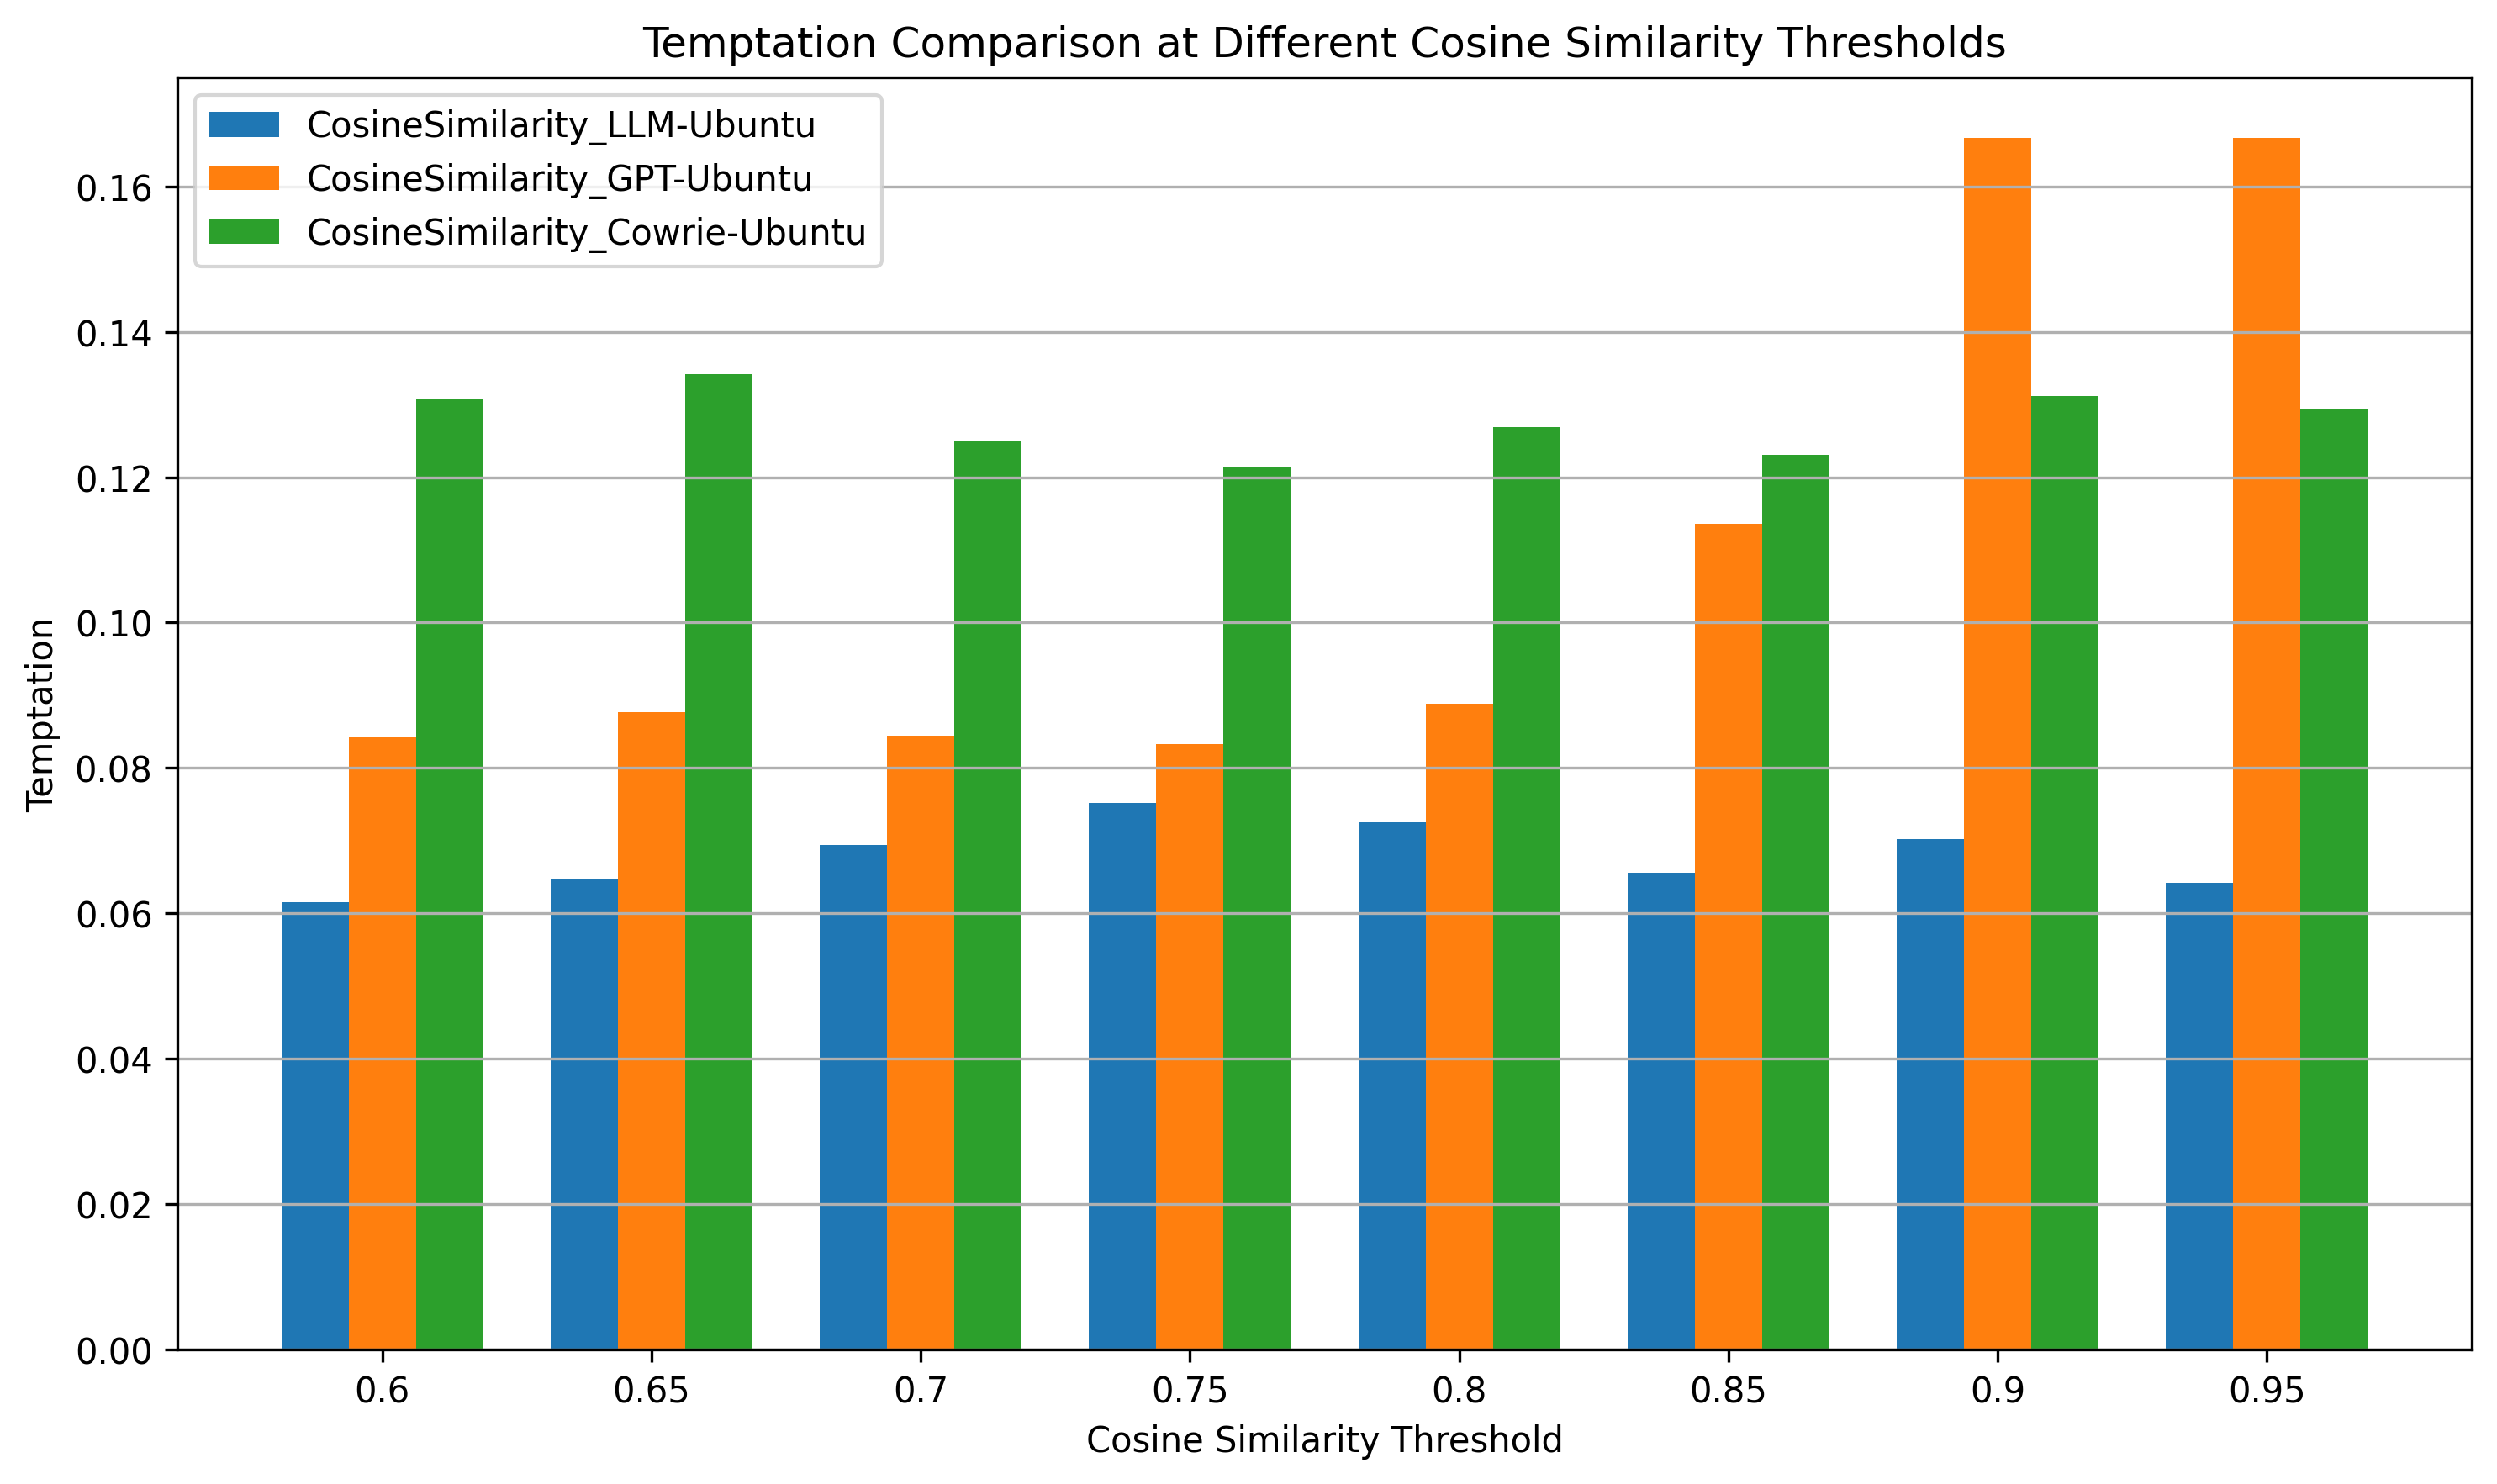 Temptation Comparison at Different Cosine Similarity Thresholds
CosineSimilarity_LLM-Ubuntu
CosineSimilarity_GPT-Ubuntu
CosineSimilarity_Cowrie-Ubuntu
0.16
0.14
0.12
0.10
0.08
0.06
0.04
0.02
0.00
Temptation
0.6 0.65 0.7 0.75 0.8 0.85 0.9 0.95
Cosine Similarity Threshold